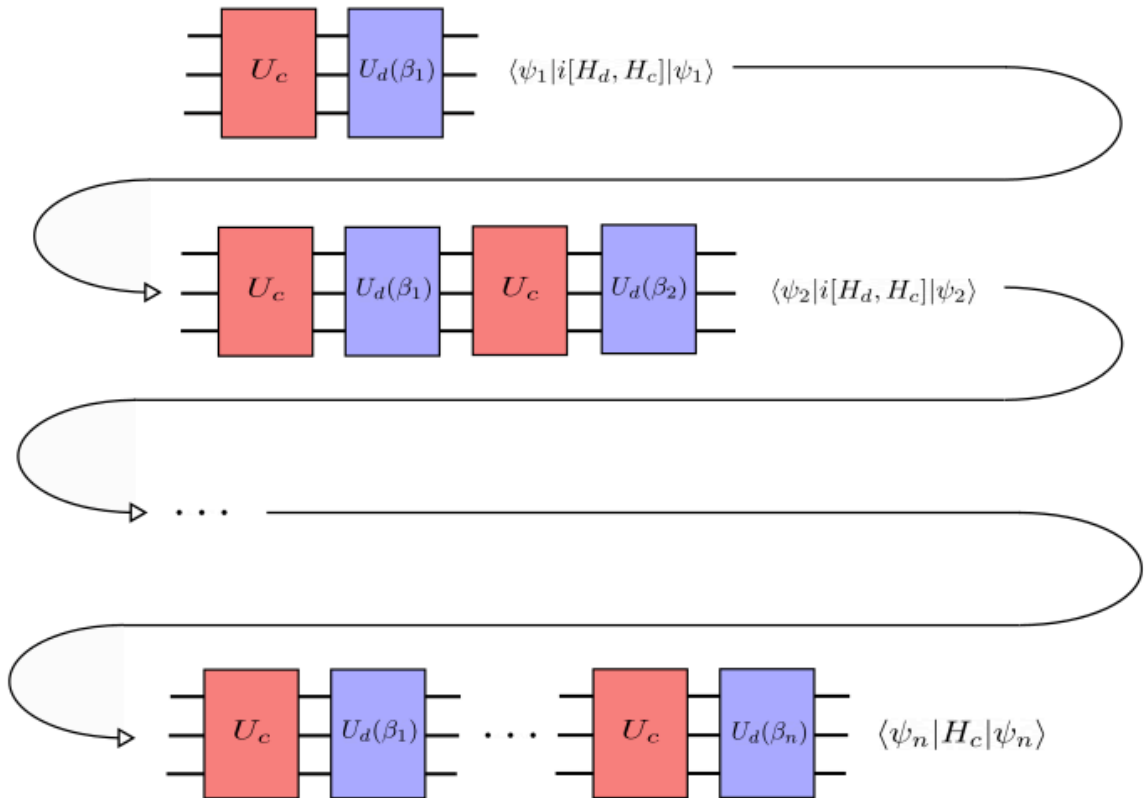 U_c U_d(β_1) ⟨ψ_1|i[H_d, H_c]|ψ_1⟩
U_c U_d(β_1) U_c U_d(β_2) ⟨ψ_2|i[H_d, H_c]|ψ_2⟩
· · ·
U_c U_d(β_1) · · · U_c U_d(β_n) ⟨ψ_n|H_c|ψ_n⟩